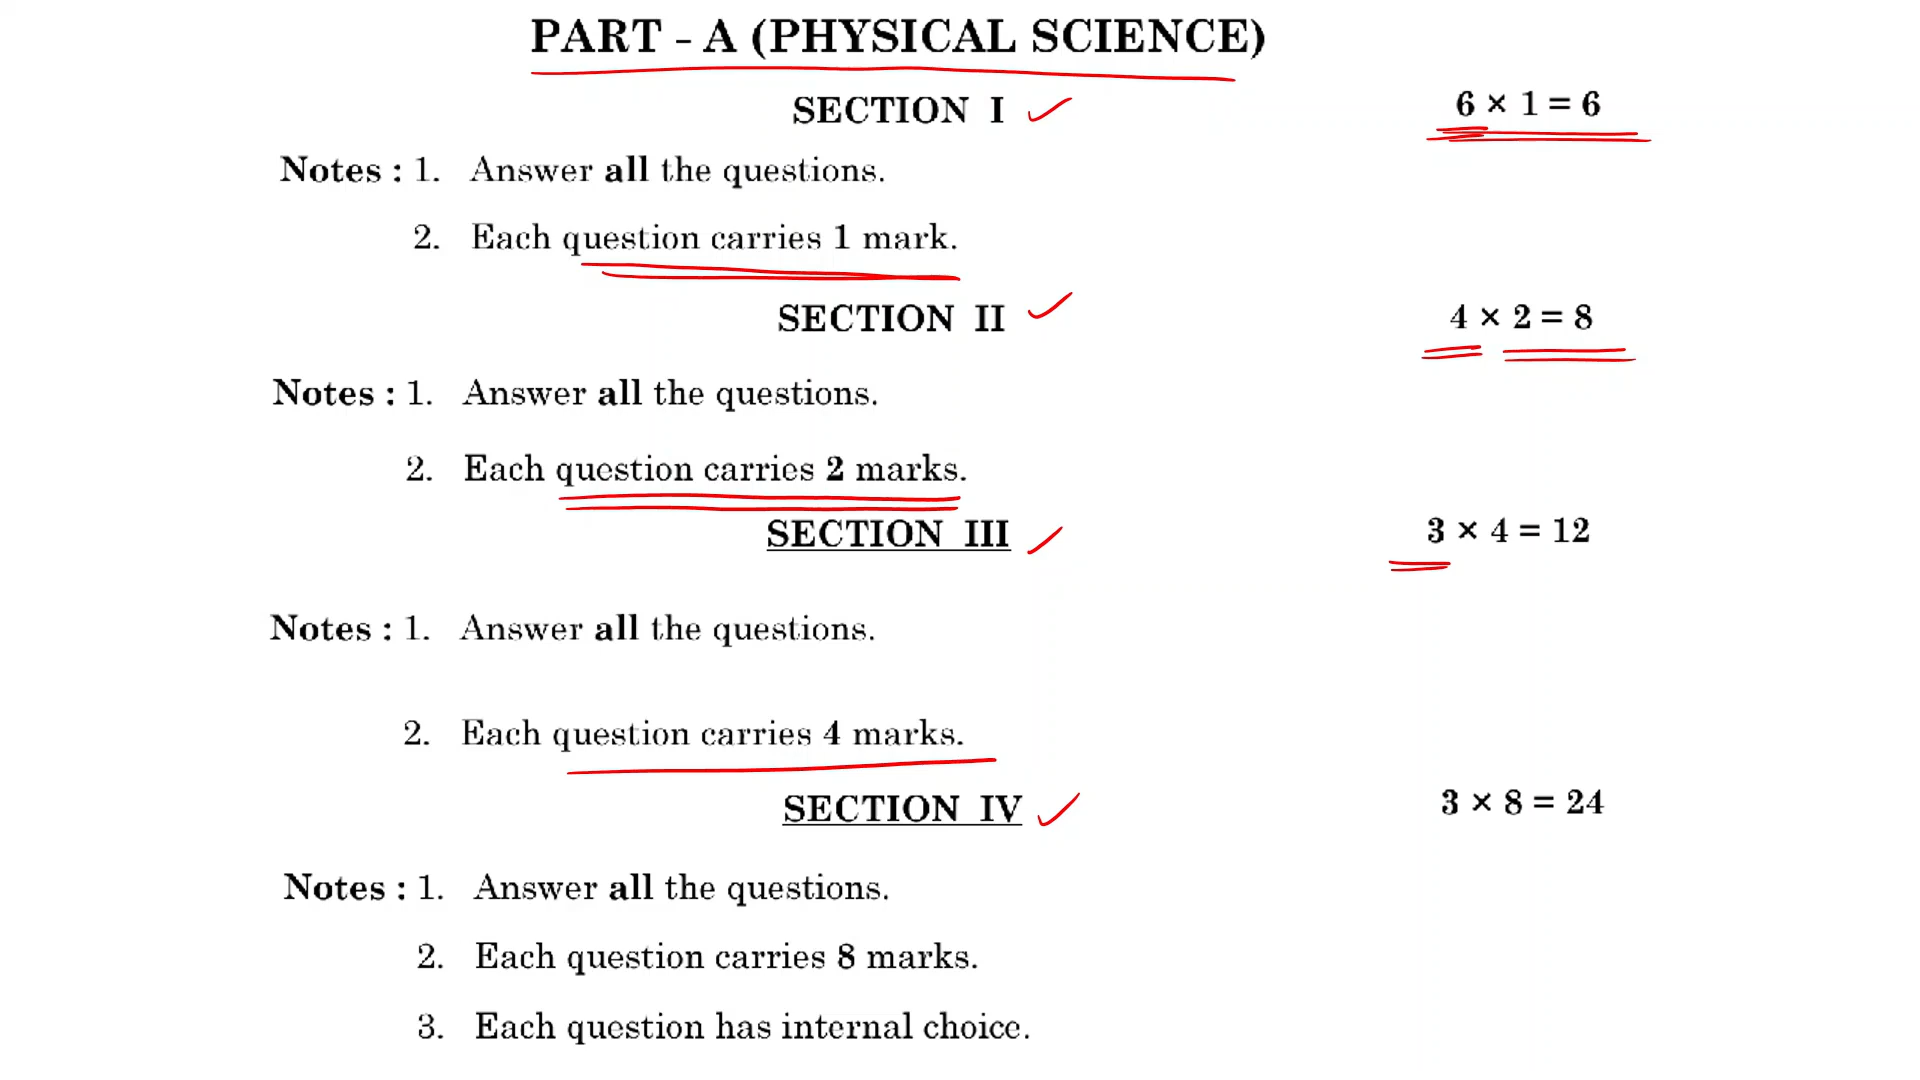 PART - A (PHYSICAL SCIENCE)
SECTION I
6 × 1 = 6
Notes : 1. Answer all the questions.
2. Each question carries 1 mark.
SECTION II
4 × 2 = 8
Notes : 1. Answer all the questions.
2. Each question carries 2 marks.
SECTION III
3 × 4 = 12
Notes : 1. Answer all the questions.
2. Each question carries 4 marks.
SECTION IV
3 × 8 = 24
Notes : 1. Answer all the questions.
2. Each question carries 8 marks.
3. Each question has internal choice.